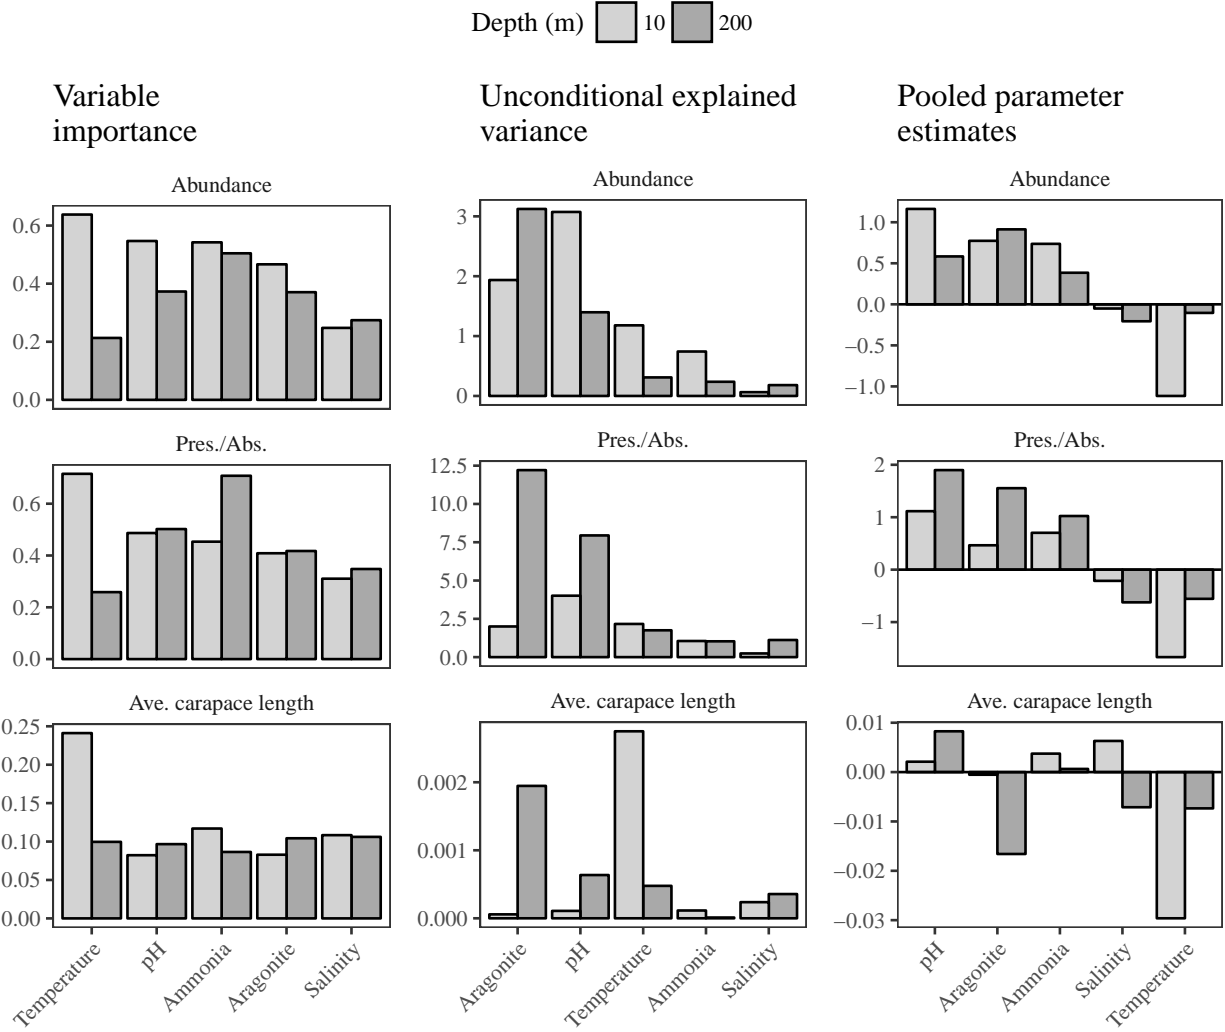 Depth (m) 10 200
Variable
importance
Unconditional explained
variance
Pooled parameter
estimates
Abundance
0.6
0.4
0.2
0.0
Abundance
3
2
1
0
Abundance
1.0
0.5
0.0
−0.5
−1.0
Pres./Abs.
0.6
0.4
0.2
0.0
Pres./Abs.
12.5
10.0
7.5
5.0
2.5
0.0
Pres./Abs.
2
1
0
−1
Ave. carapace length
0.25
0.20
0.15
0.10
0.05
0.00
Temperature
pH
Ammonia
Aragonite
Salinity
Ave. carapace length
0.002
0.001
0.000
Aragonite
pH
Temperature
Ammonia
Salinity
Ave. carapace length
0.01
0.00
−0.01
−0.02
−0.03
pH
Aragonite
Ammonia
Salinity
Temperature